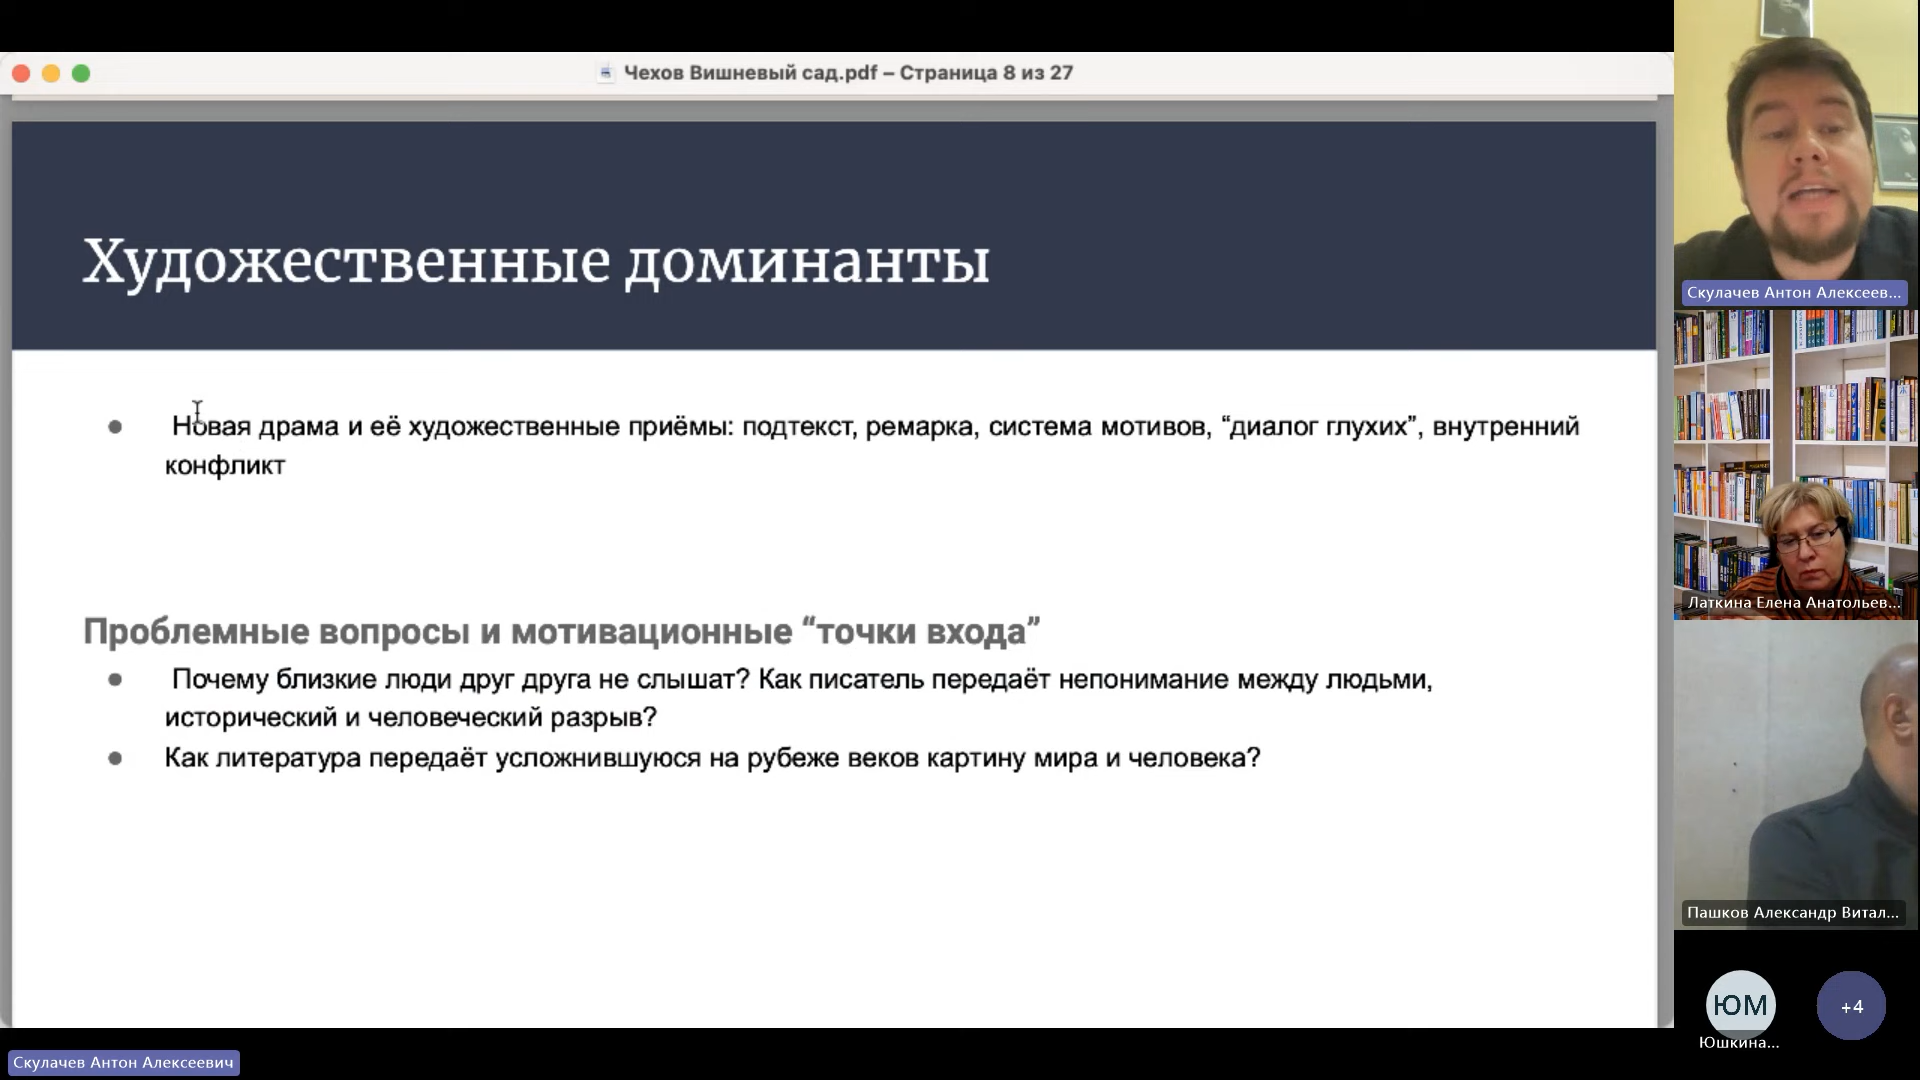 Чехов Вишневый сад.pdf – Страница 8 из 27
Художественные доминанты
Новая драма и её художественные приёмы: подтекст, ремарка, система мотивов, “диалог глухих”, внутренний
конфликт
Проблемные вопросы и мотивационные “точки входа”
Почему близкие люди друг друга не слышат? Как писатель передаёт непонимание между людьми,
исторический и человеческий разрыв?
Как литература передаёт усложнившуюся на рубеже веков картину мира и человека?
Скулачев Антон Алексеев...
Латкина Елена Анатольев...
Пашков Александр Витал...
ЮМ
+4
Юшкина...
Скулачев Антон Алексеевич